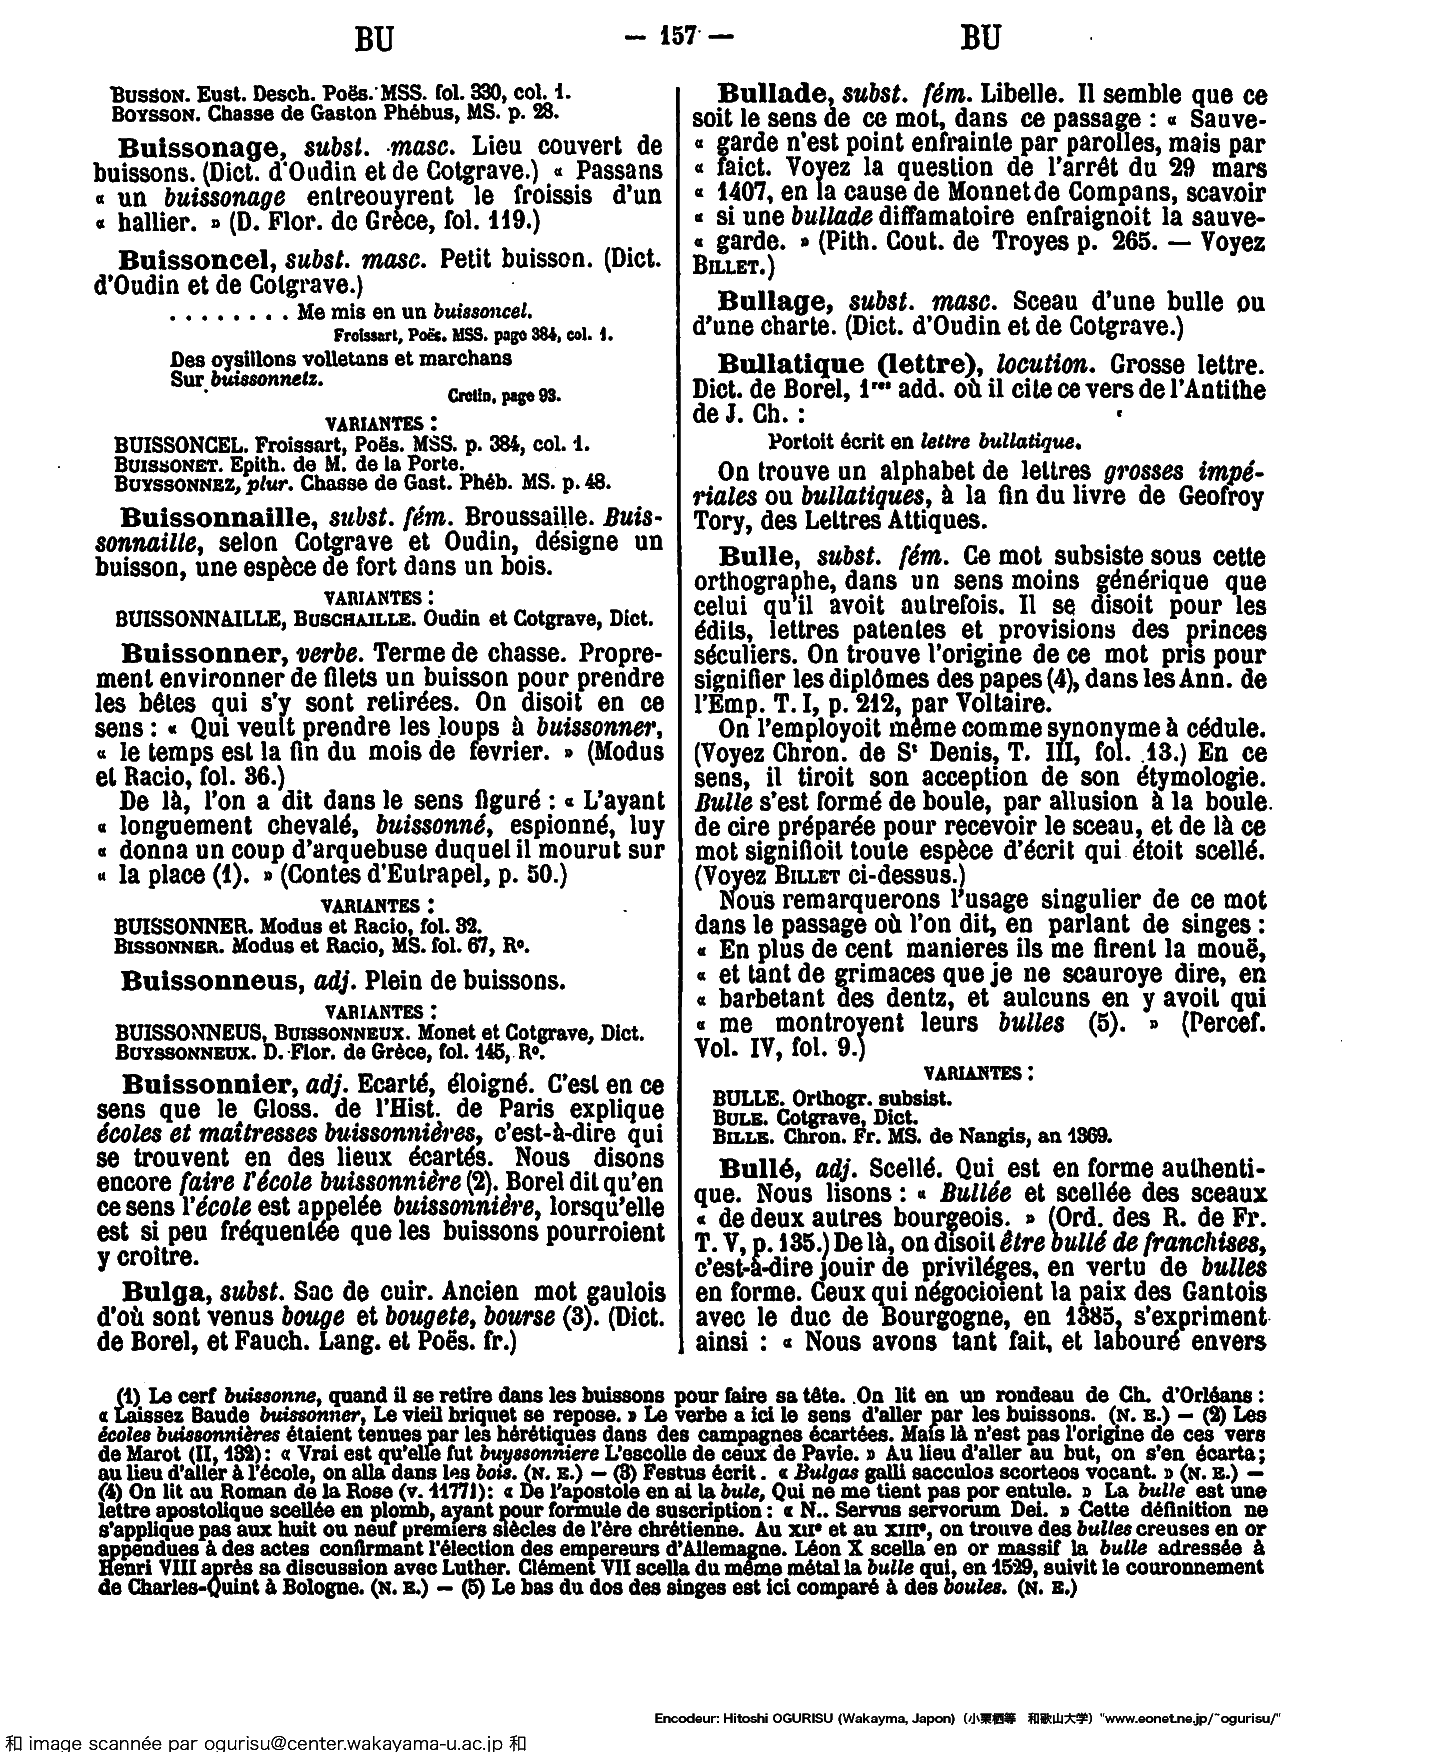 BU — 157 — BU
BUSSON. Eust. Desch. Poës. MSS. fol. 330, col. 1.
BOYSSON. Chasse de Gaston Phébus, MS. p. 28.
Buissonage, subst. masc. Lieu couvert de
buissons. (Dict. d'Oudin et de Cotgrave.) « Passans
« un buissonage entreouyrent le froissis d'un
« hallier. » (D. Flor. de Grèce, fol. 119.)
Buissoncel, subst. masc. Petit buisson. (Dict.
d'Oudin et de Cotgrave.)
. . . . . . . . Me mis en un buissoncel.
Froissart, Poës. MSS. page 384, col. 1.
Des oysillons volletans et marchans
Sur buissonnetz.
Cretin, page 93.
VARIANTES :
BUISSONCEL. Froissart, Poës. MSS. p. 384, col. 1.
BUISSONET. Epith. de M. de la Porte.
BUYSSONNEZ, plur. Chasse de Gast. Phéb. MS. p. 48.
Buissonnaille, subst. fém. Broussaille. Buis-
sonnaille, selon Cotgrave et Oudin, désigne un
buisson, une espèce de fort dans un bois.
VARIANTES :
BUISSONNAILLE, BUSCHAILLE. Oudin et Cotgrave, Dict.
Buissonner, verbe. Terme de chasse. Propre-
ment environner de filets un buisson pour prendre
les bêtes qui s'y sont retirées. On disoit en ce
sens : « Qui veult prendre les loups à buissonner,
« le temps est la fin du mois de fevrier. » (Modus
et Racio, fol. 36.)
De là, l'on a dit dans le sens figuré : « L'ayant
« longuement chevalé, buissonné, espionné, luy
« donna un coup d'arquebuse duquel il mourut sur
« la place (1). » (Contes d'Eutrapel, p. 50.)
VARIANTES :
BUISSONNER. Modus et Racio, fol. 32.
BISSONNER. Modus et Racio, MS. fol. 67, Rº.
Buissonneus, adj. Plein de buissons.
VARIANTES :
BUISSONNEUS, BUISSONNEUX. Monet et Cotgrave, Dict.
BUYSSONNEUX. D. Flor. de Grèce, fol. 145, Rº.
Buissonnier, adj. Ecarté, éloigné. C'est en ce
sens que le Gloss. de l'Hist. de Paris explique
écoles et maitresses buissonnières, c'est-à-dire qui
se trouvent en des lieux écartés. Nous disons
encore faire l'école buissonnière (2). Borel dit qu'en
ce sens l'école est appelée buissonnière, lorsqu'elle
est si peu fréquentée que les buissons pourroient
y croitre.
Bulga, subst. Sac de cuir. Ancien mot gaulois
d'où sont venus bouge et bougete, bourse (3). (Dict.
de Borel, et Fauch. Lang. et Poës. fr.)
Bullade, subst. fém. Libelle. Il semble que ce
soit le sens de ce mot, dans ce passage : « Sauve-
« garde n'est point enfrainte par parolles, mais par
« faict. Voyez la question de l'arrêt du 29 mars
« 1407, en la cause de Monnet de Compans, scavoir
« si une bullade diffamatoire enfraignoit la sauve-
« garde. » (Pith. Cout. de Troyes p. 265. — Voyez
BILLET.)
Bullage, subst. masc. Sceau d'une bulle ou
d'une charte. (Dict. d'Oudin et de Cotgrave.)
Bullatique (lettre), locution. Grosse lettre.
Dict. de Borel, 1res add. où il cite ce vers de l'Antithe
de J. Ch. :
Portoit écrit en lettre bullatique.
On trouve un alphabet de lettres grosses impé-
riales ou bullatiques, à la fin du livre de Geofroy
Tory, des Lettres Attiques.
Bulle, subst. fém. Ce mot subsiste sous cette
orthographe, dans un sens moins générique que
celui qu'il avoit autrefois. Il se disoit pour les
édits, lettres patentes et provisions des princes
séculiers. On trouve l'origine de ce mot pris pour
signifier les diplômes des papes (4), dans les Ann. de
l'Emp. T. I, p. 212, par Voltaire.
On l'employoit même comme synonyme à cédule.
(Voyez Chron. de St Denis, T. III, fol. 13.) En ce
sens, il tiroit son acception de son étymologie.
Bulle s'est formé de boule, par allusion à la boule
de cire préparée pour recevoir le sceau, et de là ce
mot signifioit toute espèce d'écrit qui étoit scellé.
(Voyez BILLET ci-dessus.)
Nous remarquerons l'usage singulier de ce mot
dans le passage où l'on dit, en parlant de singes :
« En plus de cent manieres ils me firent la mouë,
« et tant de grimaces que je ne scauroye dire, en
« barbetant des dentz, et aulcuns en y avoit qui
« me montroyent leurs bulles (5). » (Percef.
Vol. IV, fol. 9.)
VARIANTES :
BULLE. Orthogr. subsist.
BULE. Cotgrave, Dict.
BILLE. Chron. Fr. MS. de Nangis, an 1369.
Bullé, adj. Scellé. Qui est en forme authenti-
que. Nous lisons : « Bullée et scellée des sceaux
« de deux autres bourgeois. » (Ord. des R. de Fr.
T. V, p. 135.) De là, on disoit être bullé de franchises,
c'est-à-dire jouir de priviléges, en vertu de bulles
en forme. Ceux qui négocioient la paix des Gantois
avec le duc de Bourgogne, en 1385, s'expriment
ainsi : « Nous avons tant fait, et labouré envers
(1) Le cerf buissonne, quand il se retire dans les buissons pour faire sa tête. On lit en un rondeau de Ch. d'Orléans :
« Laissez Baude buissonner, Le vieil briquet se repose. » Le verbe a ici le sens d'aller par les buissons. (N. E.) — (2) Les
écoles buissonnières étaient tenues par les hérétiques dans des campagnes écartées. Mais là n'est pas l'origine de ces vers
de Marot (II, 132) : « Vrai est qu'elle fut buyssonniere L'escolle de ceux de Pavie. » Au lieu d'aller au but, on s'en écarta ;
au lieu d'aller à l'école, on alla dans les bois. (N. E.) — (3) Festus écrit. « Bulgas galli sacculos scorteos vocant. » (N. E.) —
(4) On lit au Roman de la Rose (v. 11771) : « De l'apostole en ai la bule, Qui ne me tient pas por entule. » La bulle est une
lettre apostolique scellée en plomb, ayant pour formule de suscription : « N.. Servus servorum Dei. » Cette définition ne
s'applique pas aux huit ou neuf premiers siècles de l'ère chrétienne. Au XIIe et au XIIIe, on trouve des bulles creuses en or
appendues à des actes confirmant l'élection des empereurs d'Allemagne. Léon X scella en or massif la bulle adressée à
Henri VIII après sa discussion avec Luther. Clément VII scella du même métal la bulle qui, en 1529, suivit le couronnement
de Charles-Quint à Bologne. (N. E.) — (5) Le bas du dos des singes est ici comparé à des boules. (N. E.)
Encodeur: Hitoshi OGURISU (Wakayma, Japon)（小栗栖等　和歌山大学）"www.eonet.ne.jp/~ogurisu/"
和 image scannée par ogurisu@center.wakayama-u.ac.jp 和